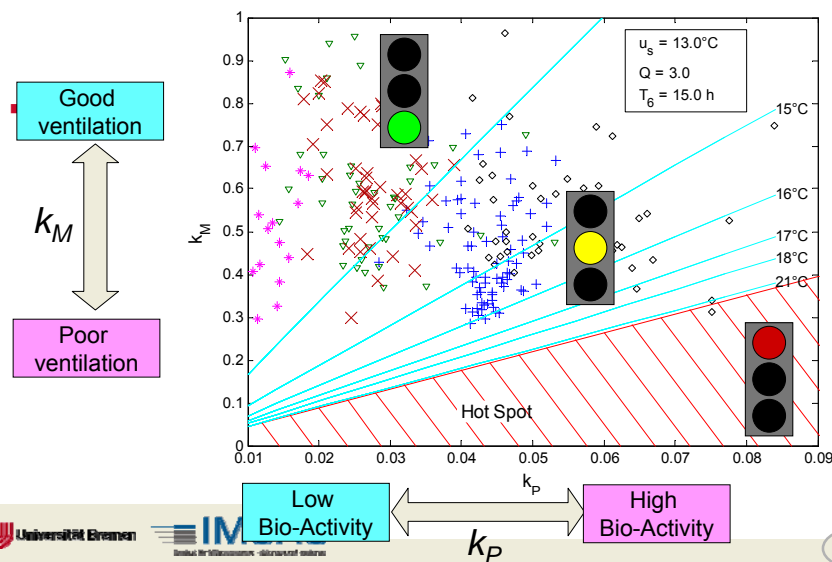 k_M
1
0.9
0.8
0.7
0.6
0.5
0.4
0.3
0.2
0.1
0
u_s = 13.0°C
Q = 3.0
T_6 = 15.0 h
15°C
16°C
17°C
18°C
21°C
Hot Spot
0.01 0.02 0.03 0.04 0.05 0.06 0.07 0.08 0.09
k_P
Good
ventilation
k_M
Poor
ventilation
Low
Bio-Activity
k_P
High
Bio-Activity
Universität Bremen